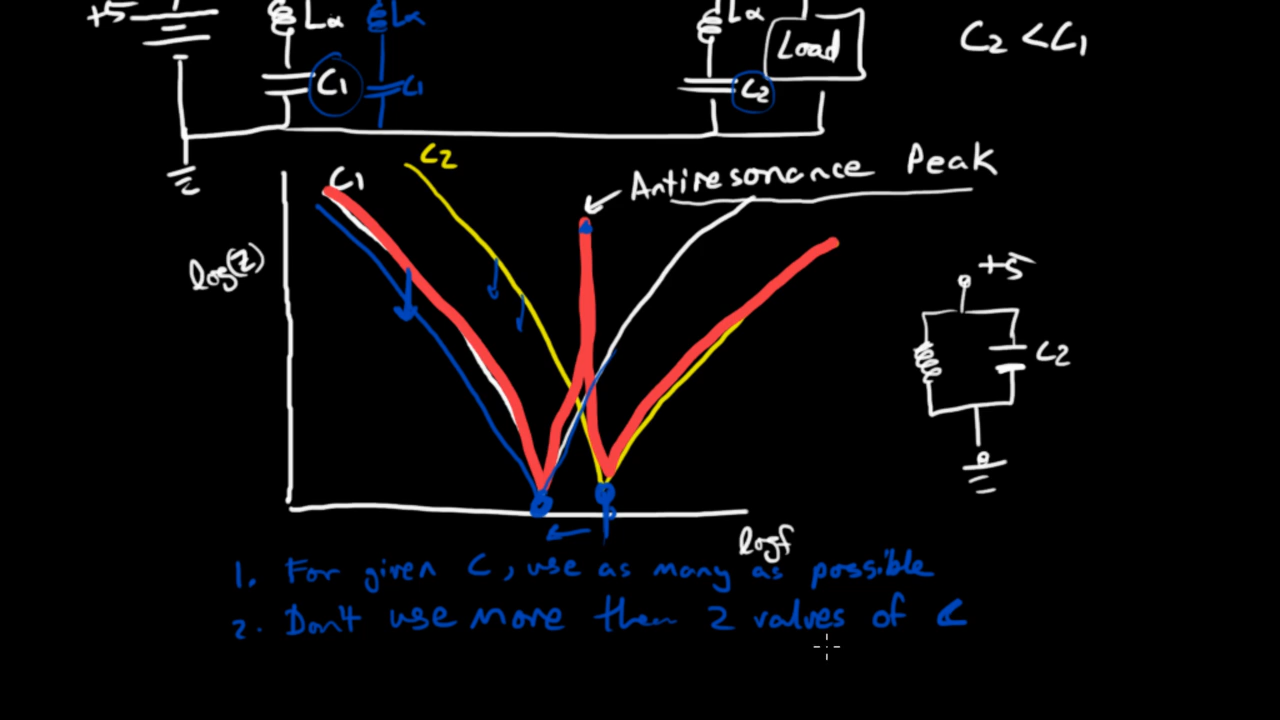 +5
Lα
Lα
Lα
Load
C2 < C1
C1
C1
C2
C1
C2
Antiresonance Peak
log(Z)
+5
C2
logf
1. For given C, use as many as possible
2. Don't use more then 2 values of C